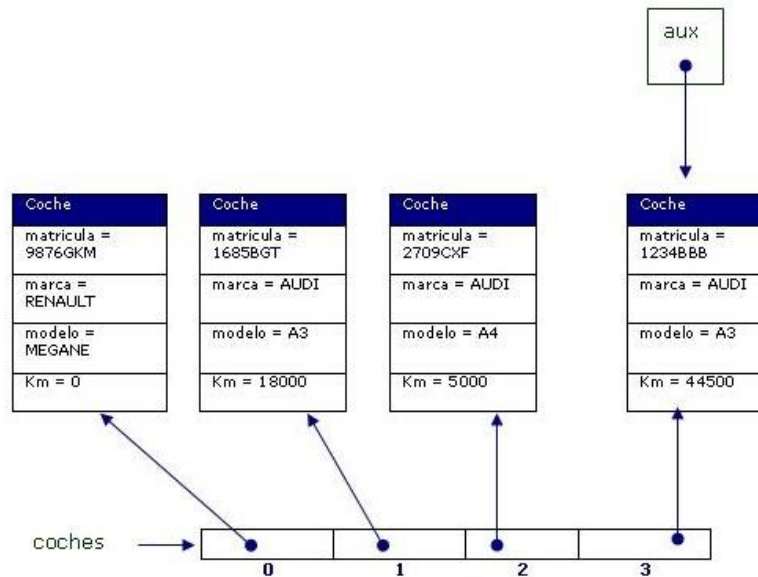 aux
Coche
matricula =
9876GKM
marca =
RENAULT
modelo =
MEGANE
Km = 0
Coche
matricula =
1685BGT
marca = AUDI
modelo = A3
Km = 18000
Coche
matricula =
2709CXF
marca = AUDI
modelo = A4
Km = 5000
Coche
matricula =
1234BBB
marca = AUDI
modelo = A3
Km = 44500
coches
0 1 2 3